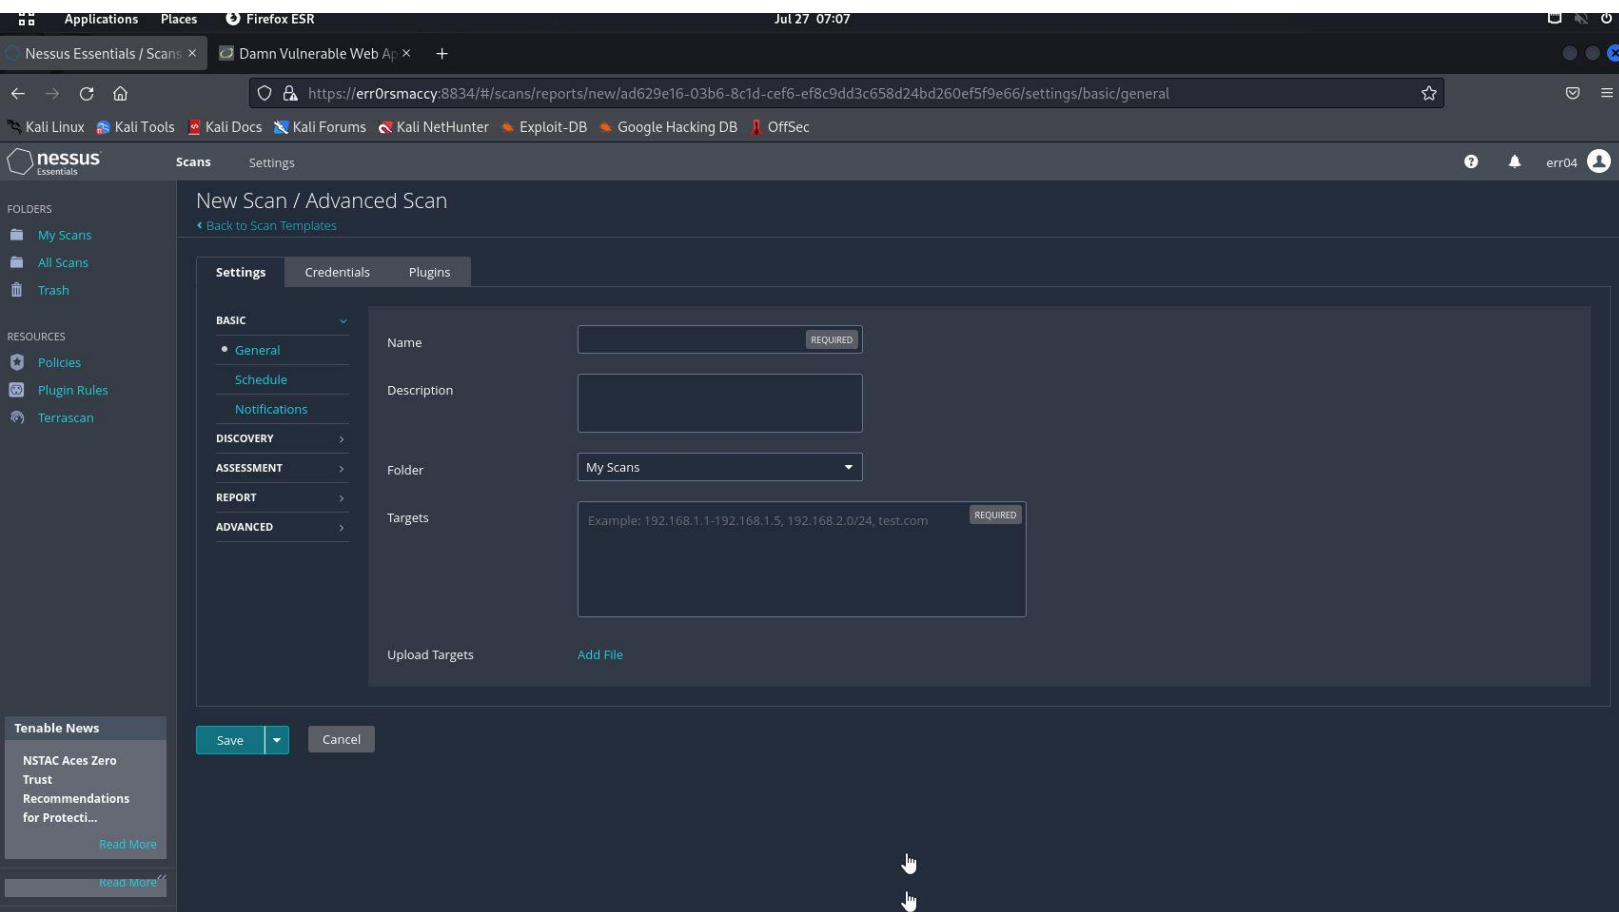 Applications Places Firefox ESR Jul 27 07:07
Nessus Essentials / Scans × Damn Vulnerable Web Ap × +
https://err0rsmaccy:8834/#/scans/reports/new/ad629e16-03b6-8c1d-cef6-ef8c9dd3c658d24bd260ef5f9e66/settings/basic/general
Kali Linux Kali Tools Kali Docs Kali Forums Kali NetHunter Exploit-DB Google Hacking DB OffSec
nessus Scans Settings err04
Essentials
New Scan / Advanced Scan
Back to Scan Templates
FOLDERS
My Scans
All Scans
Trash
RESOURCES
Policies
Plugin Rules
Terrascan
Settings Credentials Plugins
BASIC
General
Schedule
Notifications
DISCOVERY
ASSESSMENT
REPORT
ADVANCED
Name REQUIRED
Description
Folder My Scans
Targets Example: 192.168.1.1-192.168.1.5, 192.168.2.0/24, test.com REQUIRED
Upload Targets Add File
Save Cancel
Tenable News
NSTAC Aces Zero
Trust
Recommendations
for Protecti...
Read More
Read More